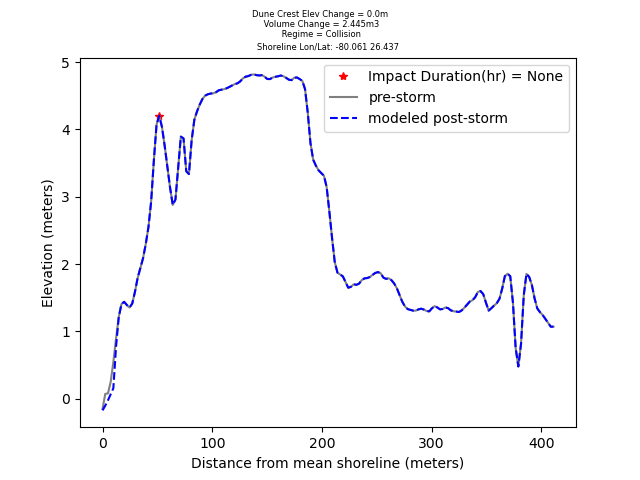 Dune Crest Elev Change = 0.0m
Volume Change = 2.445m3
Regime = Collision
Shoreline Lon/Lat: -80.061 26.437
Impact Duration(hr) = None
pre-storm
modeled post-storm
5
4
3
2
1
0
Elevation (meters)
0 100 200 300 400
Distance from mean shoreline (meters)